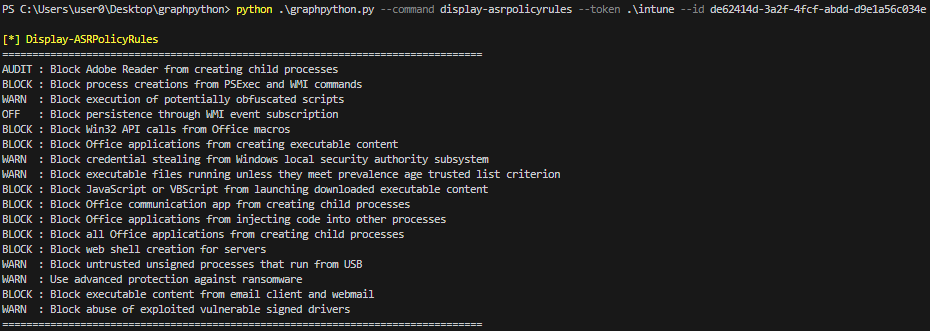 PS C:\Users\user0\Desktop\graphpython> python .\graphpython.py --command display-asrpolicyrules --token .\intune --id de62414d-3a2f-4fcf-abdd-d9e1a56c034e
[*] Display-ASRPolicyRules
================================================================================
AUDIT : Block Adobe Reader from creating child processes
BLOCK : Block process creations from PSExec and WMI commands
WARN  : Block execution of potentially obfuscated scripts
OFF   : Block persistence through WMI event subscription
BLOCK : Block Win32 API calls from Office macros
BLOCK : Block Office applications from creating executable content
WARN  : Block credential stealing from Windows local security authority subsystem
WARN  : Block executable files running unless they meet prevalence age trusted list criterion
BLOCK : Block JavaScript or VBScript from launching downloaded executable content
BLOCK : Block Office communication app from creating child processes
BLOCK : Block Office applications from injecting code into other processes
BLOCK : Block all Office applications from creating child processes
BLOCK : Block web shell creation for servers
WARN  : Block untrusted unsigned processes that run from USB
WARN  : Use advanced protection against ransomware
BLOCK : Block executable content from email client and webmail
WARN  : Block abuse of exploited vulnerable signed drivers
================================================================================